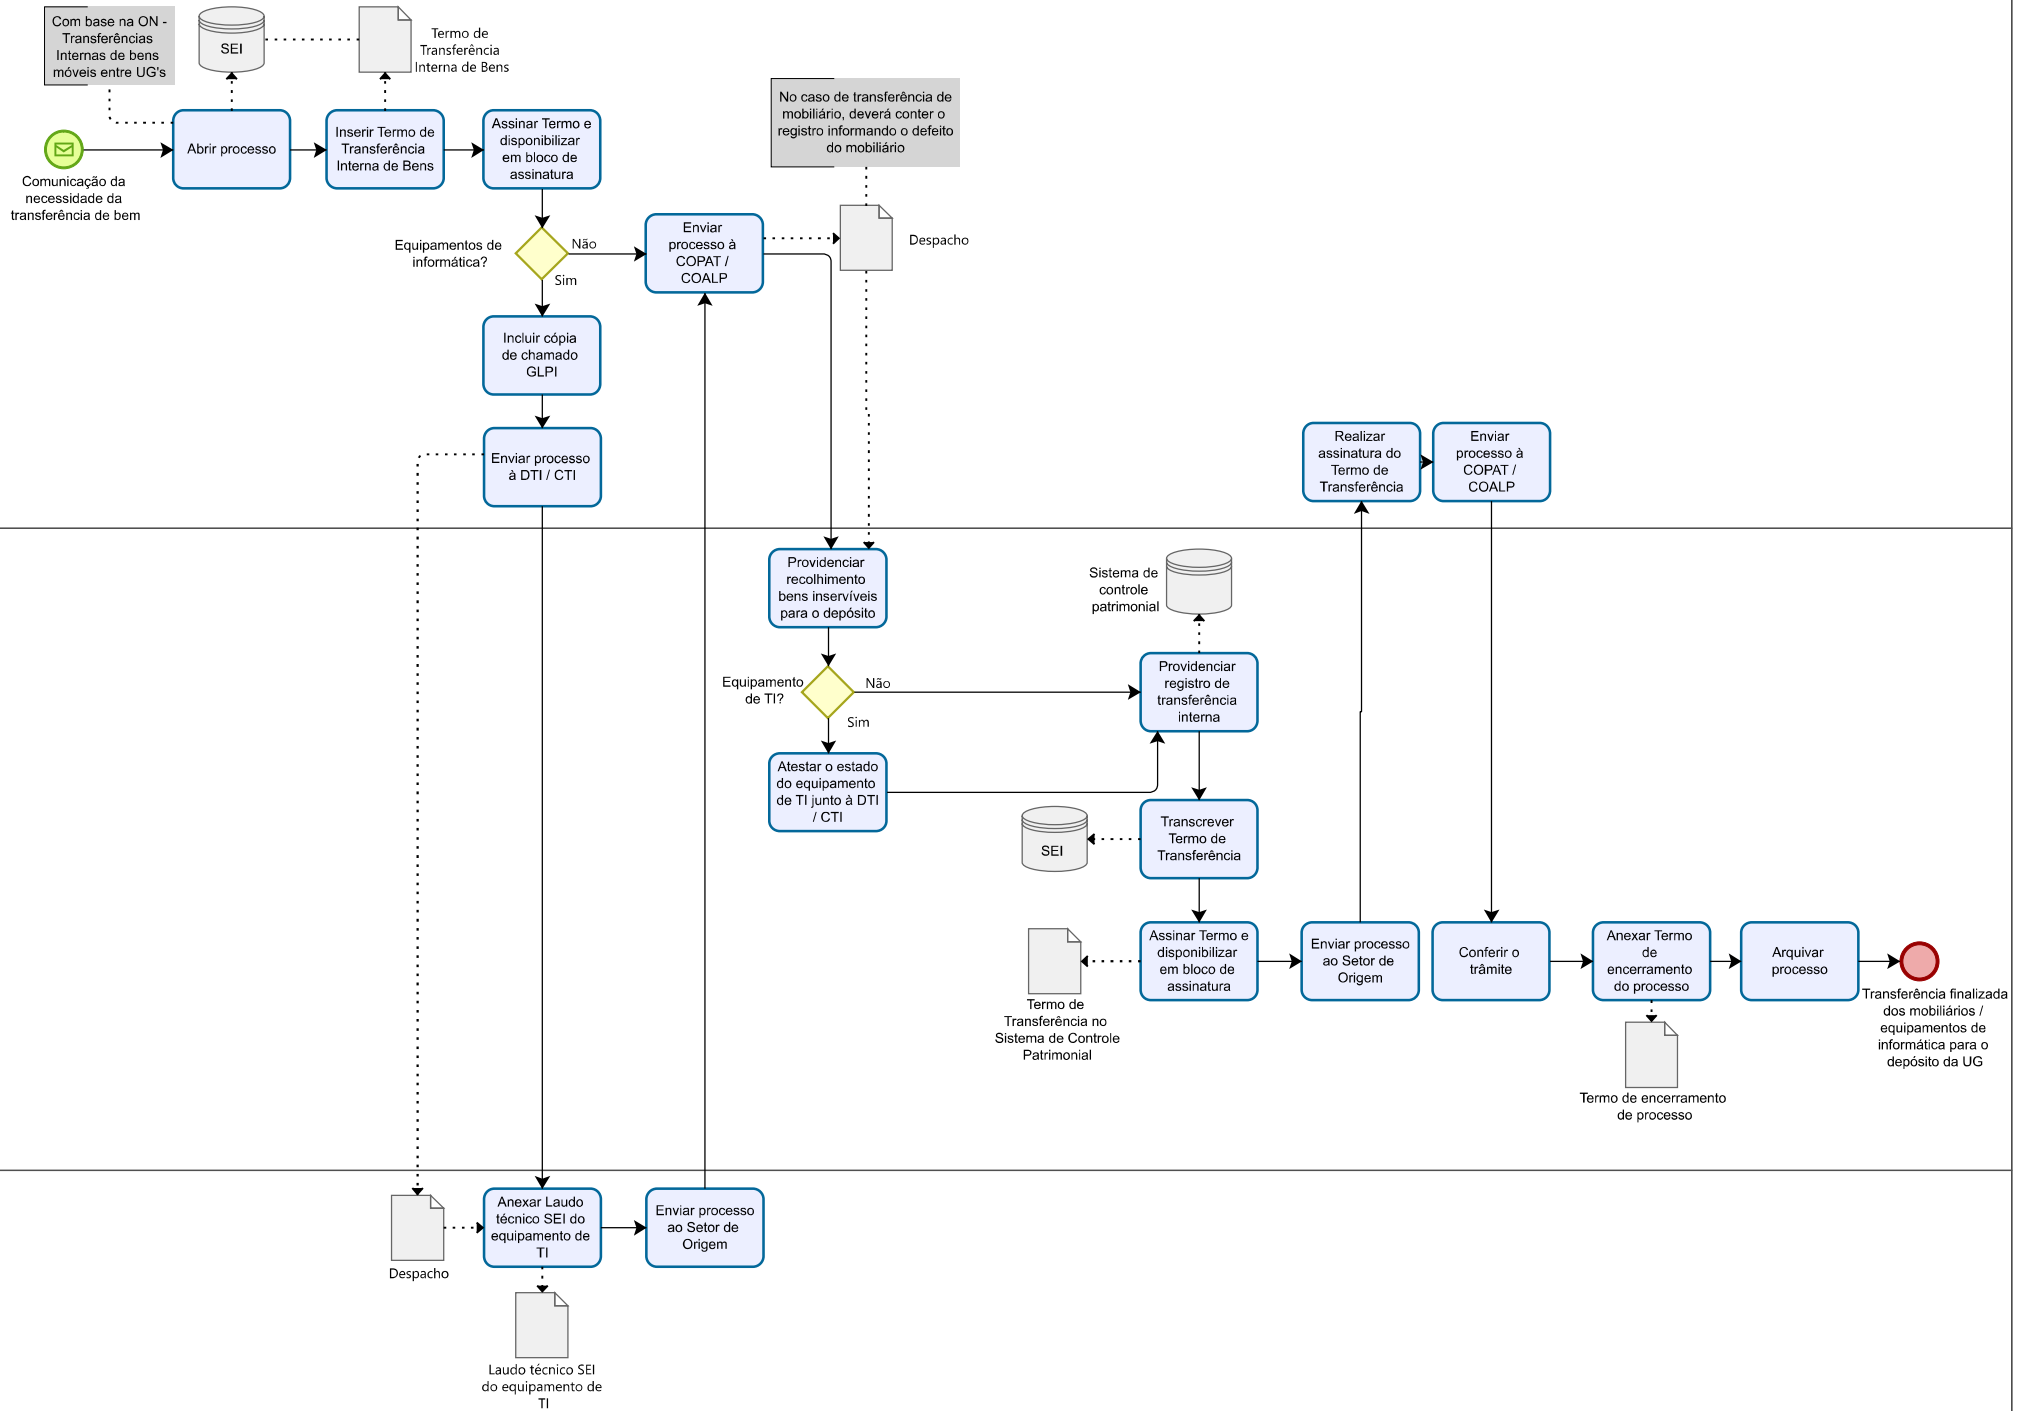 Com base na ON -
Transferências
Internas de bens
móveis entre UG's
SEI
Termo de
Transferência
Interna de Bens
Comunicação da
necessidade da
transferência de bem
Abrir processo
Inserir Termo de
Transferência
Interna de Bens
Assinar Termo e
disponibilizar
em bloco de
assinatura
No caso de transferência de
mobiliário, deverá conter o
registro informando o defeito
do mobiliário
Equipamentos de
informática?
Não
Sim
Enviar
processo à
COPAT /
COALP
Despacho
Incluir cópia
de chamado
GLPI
Enviar processo
à DTI / CTI
Realizar
assinatura do
Termo de
Transferência
Enviar
processo à
COPAT /
COALP
Providenciar
recolhimento
bens inservíveis
para o depósito
Sistema de
controle
patrimonial
Equipamento
de TI?
Não
Sim
Providenciar
registro de
transferência
interna
Atestar o estado
do equipamento
de TI junto à DTI
/ CTI
SEI
Transcrever
Termo de
Transferência
Termo de
Transferência no
Sistema de Controle
Patrimonial
Assinar Termo e
disponibilizar
em bloco de
assinatura
Enviar processo
ao Setor de
Origem
Conferir o
trâmite
Anexar Termo
de
encerramento
do processo
Arquivar
processo
Transferência finalizada
dos mobiliários /
equipamentos de
informática para o
depósito da UG
Termo de encerramento
de processo
Despacho
Anexar Laudo
técnico SEI do
equipamento de
TI
Enviar processo
ao Setor de
Origem
Laudo técnico SEI
do equipamento de
TI